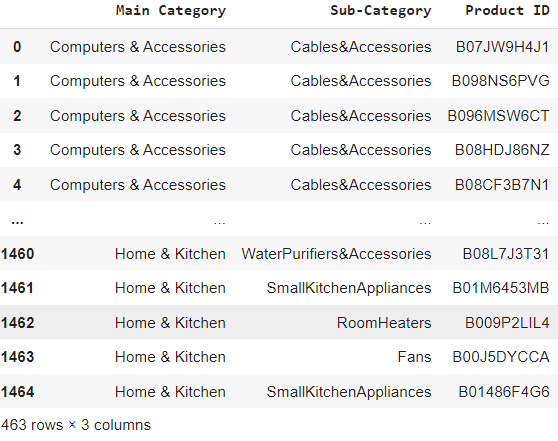 Main Category Sub-Category Product ID
0 Computers & Accessories Cables&Accessories B07JW9H4J1
1 Computers & Accessories Cables&Accessories B098NS6PVG
2 Computers & Accessories Cables&Accessories B096MSW6CT
3 Computers & Accessories Cables&Accessories B08HDJ86NZ
4 Computers & Accessories Cables&Accessories B08CF3B7N1
... ... ... ...
1460 Home & Kitchen WaterPurifiers&Accessories B08L7J3T31
1461 Home & Kitchen SmallKitchenAppliances B01M6453MB
1462 Home & Kitchen RoomHeaters B009P2LIL4
1463 Home & Kitchen Fans B00J5DYCCA
1464 Home & Kitchen SmallKitchenAppliances B01486F4G6
463 rows × 3 columns